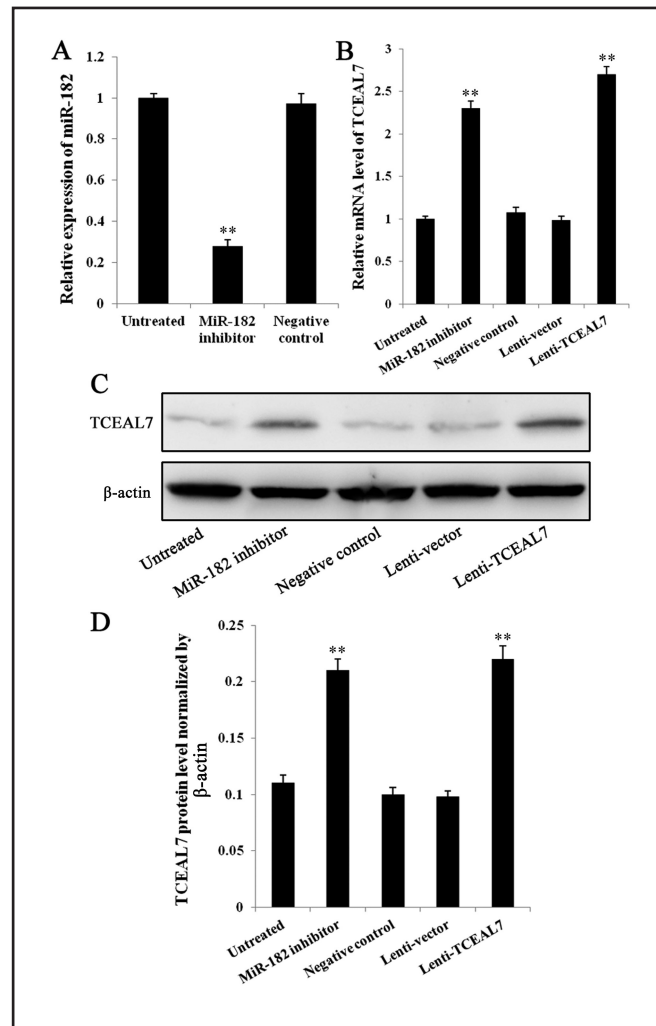 A
Relative expression of miR-182
1.2
1
0.8
0.6
0.4
0.2
0
**
Untreated
MiR-182
inhibitor
Negative
control
B
Relative mRNA level of TCEAL7
3
2.5
2
1.5
1
0.5
0
**
**
Untreated
MiR-182 inhibitor
Negative control
Lenti-vector
Lenti-TCEAL7
C
TCEAL7
β-actin
Untreated
MiR-182 inhibitor
Negative control
Lenti-vector
Lenti-TCEAL7
D
TCEAL7 protein level normalized by
β-actin
0.25
0.2
0.15
0.1
0.05
0
**
**
Untreated
MiR-182 inhibitor
Negative control
Lenti-vector
Lenti-TCEAL7